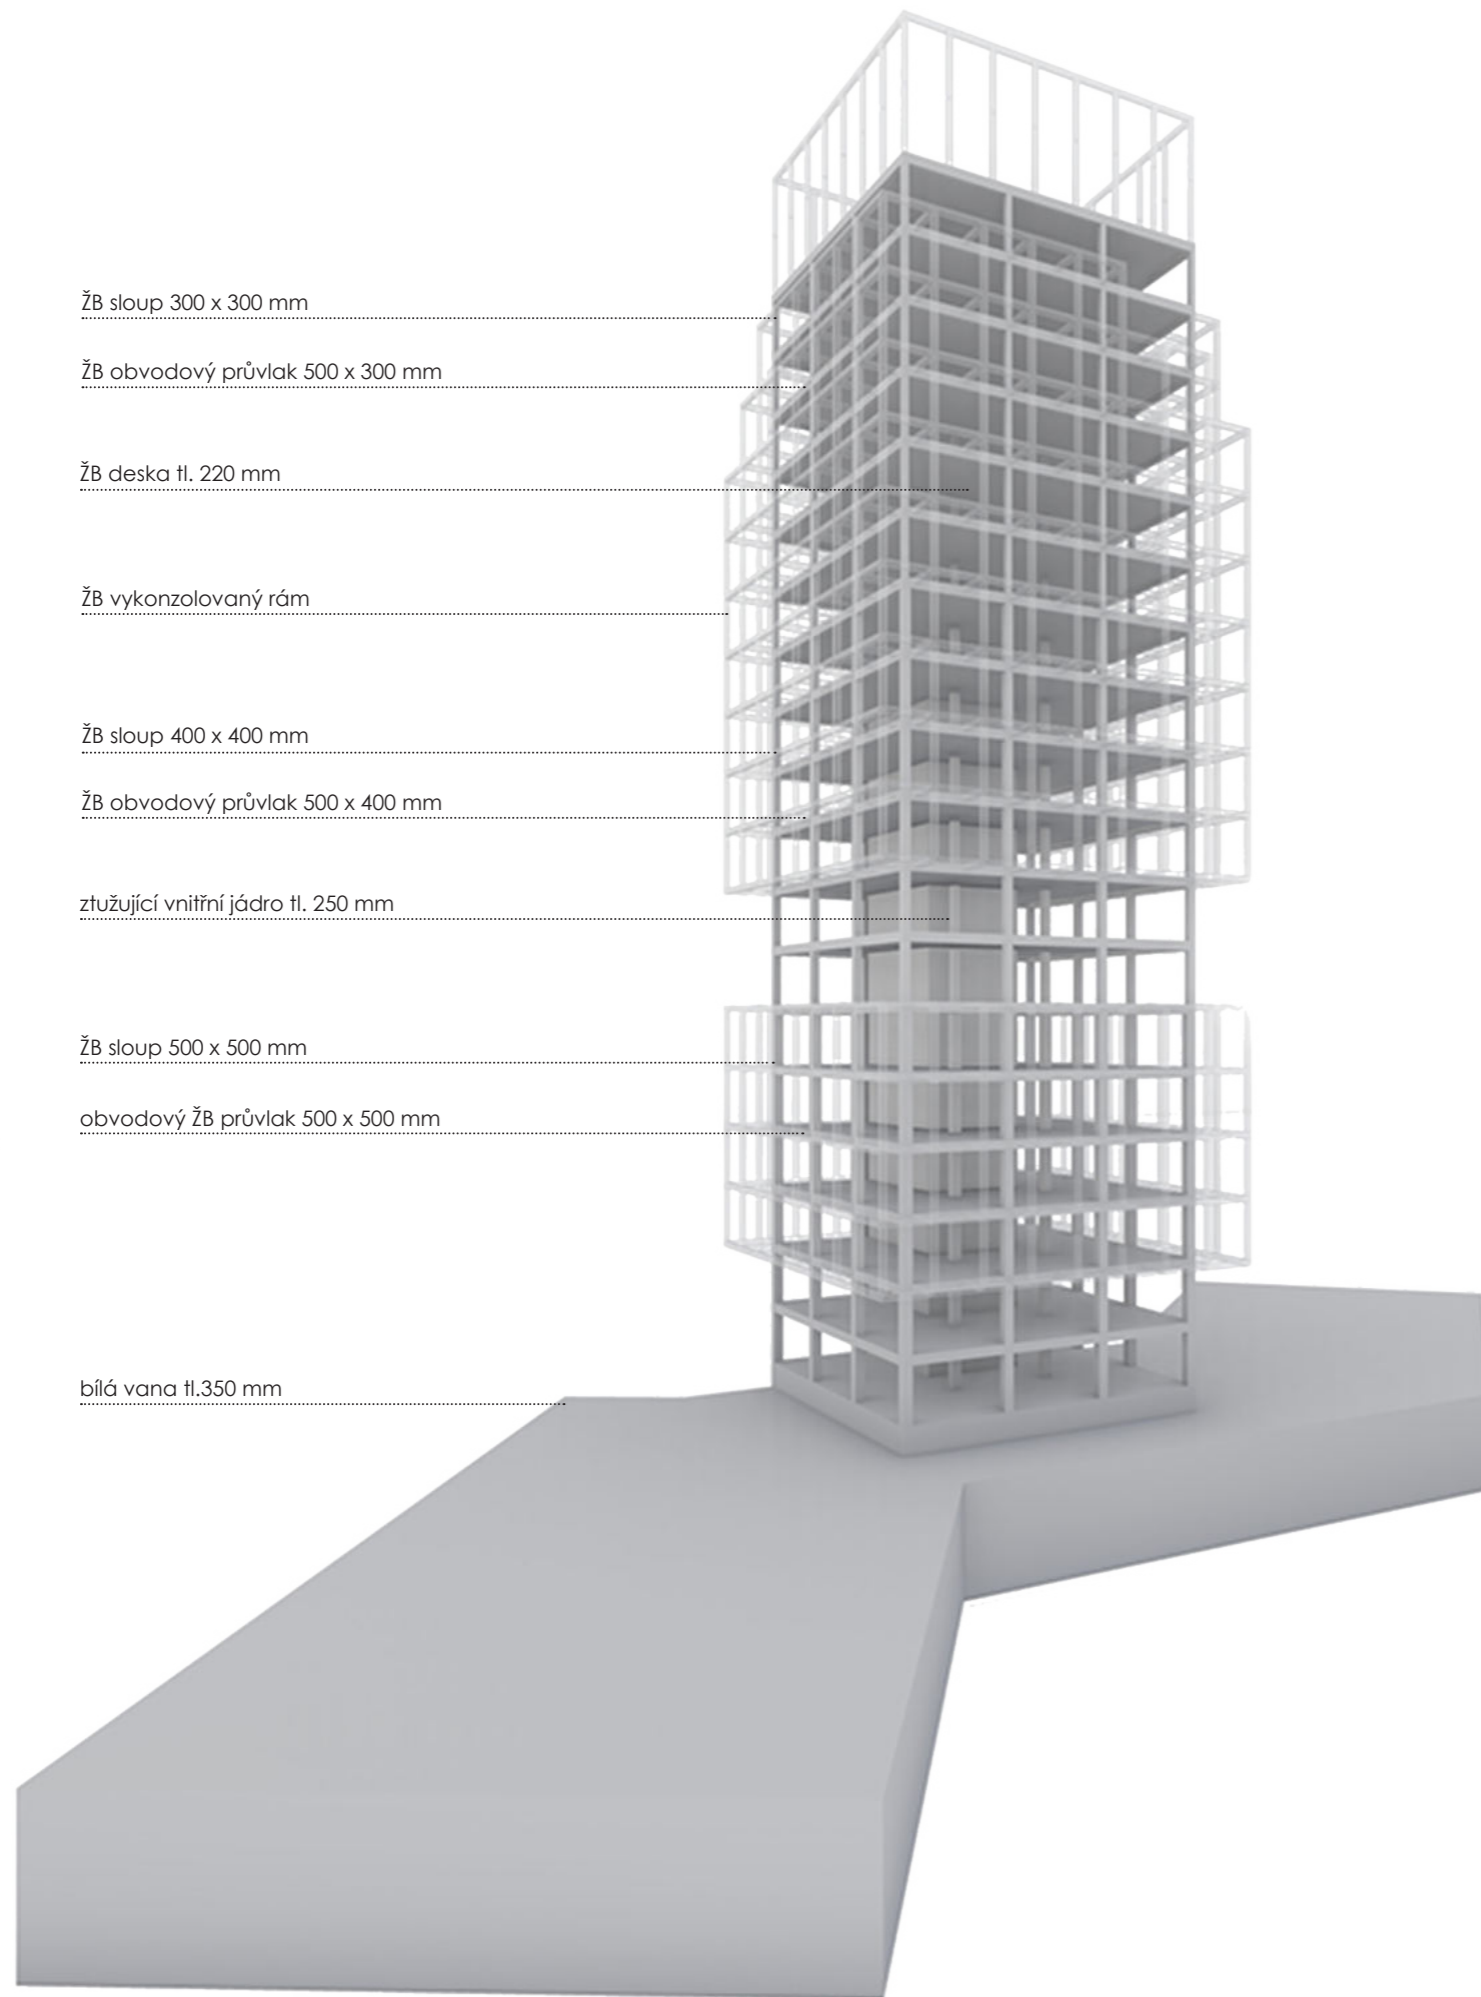 ŽB sloup 300 x 300 mm
ŽB obvodový průvlak 500 x 300 mm
ŽB deska tl. 220 mm
ŽB vykonzolovaný rám
ŽB sloup 400 x 400 mm
ŽB obvodový průvlak 500 x 400 mm
ztužující vnitřní jádro tl. 250 mm
ŽB sloup 500 x 500 mm
obvodový ŽB průvlak 500 x 500 mm
bílá vana tl.350 mm